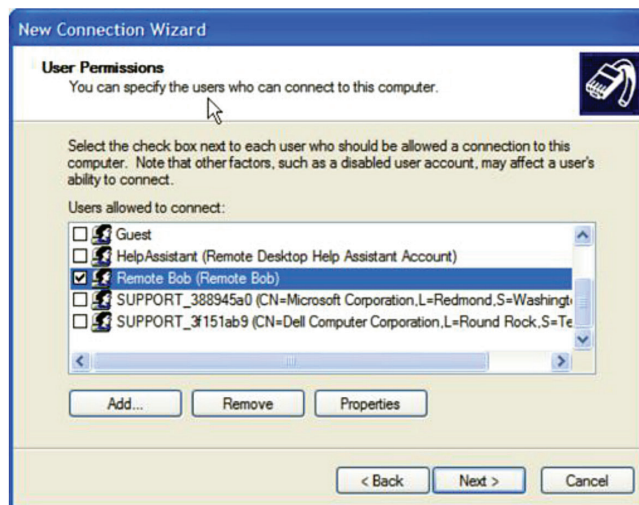 New Connection Wizard
User Permissions
You can specify the users who can connect to this computer.
Select the check box next to each user who should be allowed a connection to this
computer. Note that other factors, such as a disabled user account, may affect a user's
ability to connect.
Users allowed to connect:
Guest
HelpAssistant (Remote Desktop Help Assistant Account)
Remote Bob (Remote Bob)
SUPPORT_388945a0 (CN=Microsoft Corporation,L=Redmond,S=Washingt
SUPPORT_3f151ab9 (CN=Dell Computer Corporation,L=Round Rock,S=Te
Add... Remove Properties
< Back Next > Cancel